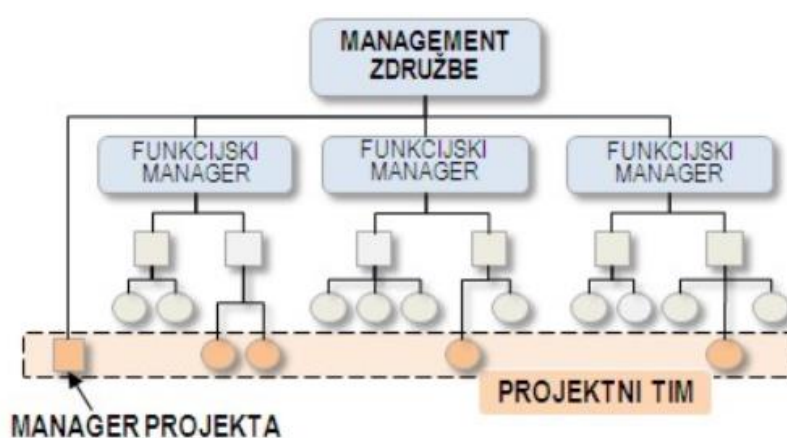 MANAGEMENT
ZDRUŽBE
FUNKCIJSKI
MANAGER
FUNKCIJSKI
MANAGER
FUNKCIJSKI
MANAGER
PROJEKTNI TIM
MANAGER PROJEKTA